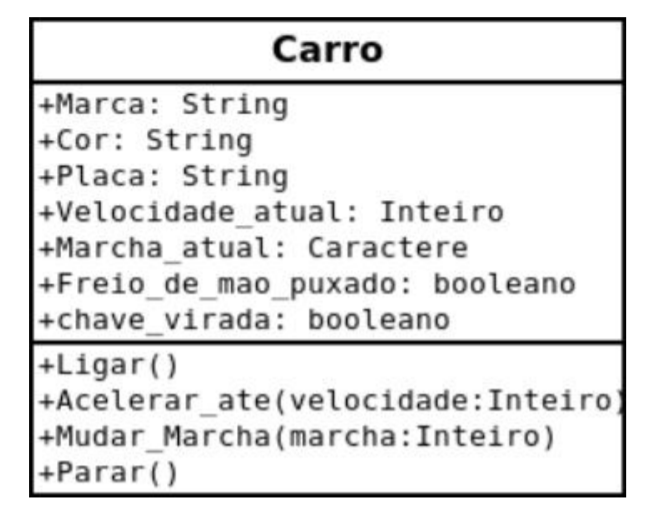 Carro
+Marca: String
+Cor: String
+Placa: String
+Velocidade_atual: Inteiro
+Marcha_atual: Caractere
+Freio_de_mao_puxado: booleano
+chave_virada: booleano
+Ligar()
+Acelerar_ate(velocidade:Inteiro)
+Mudar_Marcha(marcha:Inteiro)
+Parar()